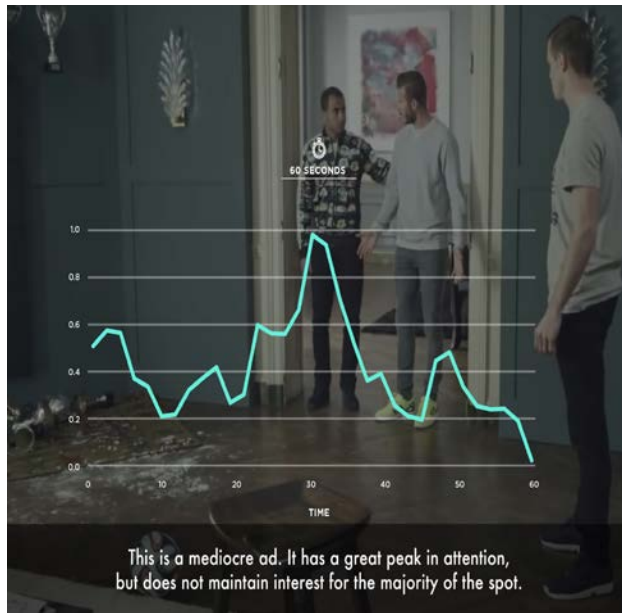 60 SECONDS
1.0
0.8
0.6
0.4
0.2
0.0
0 10 20 30 40 50 60
TIME
This is a mediocre ad. It has a great peak in attention,
but does not maintain interest for the majority of the spot.